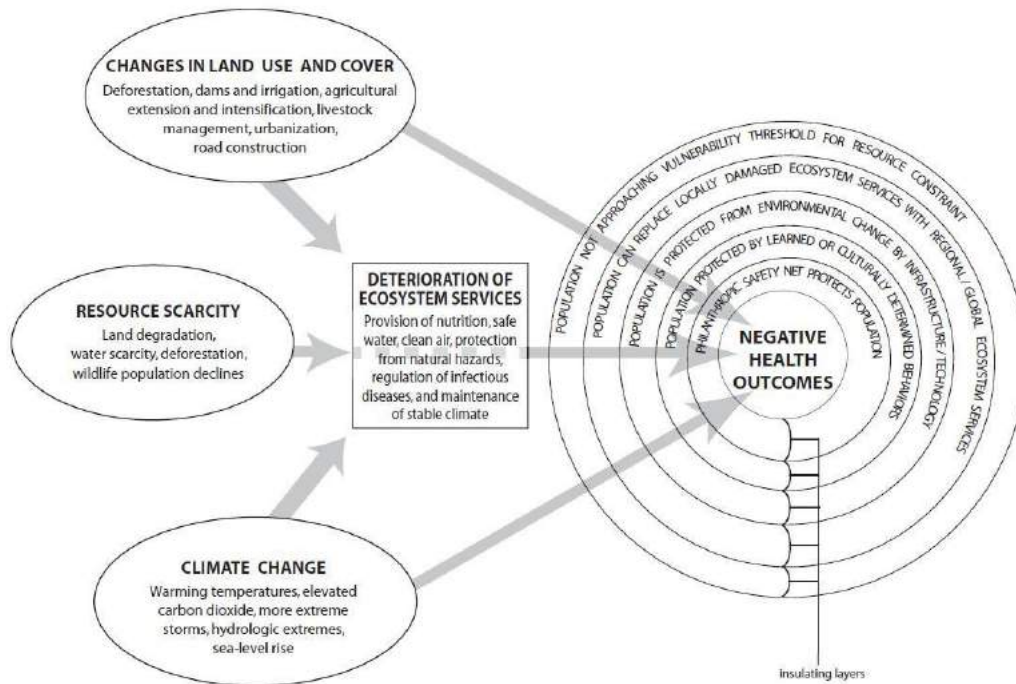 CHANGES IN LAND USE AND COVER
Deforestation, dams and irrigation, agricultural
extension and intensification, livestock
management, urbanization,
road construction
RESOURCE SCARCITY
Land degradation,
water scarcity, deforestation,
wildlife population declines
CLIMATE CHANGE
Warming temperatures, elevated
carbon dioxide, more extreme
storms, hydrologic extremes,
sea-level rise
DETERIORATION OF
ECOSYSTEM SERVICES
Provision of nutrition, safe
water, clean air, protection
from natural hazards,
regulation of infectious
diseases, and maintenance
of stable climate
POPULATION NOT APPROACHING VULNERABILITY THRESHOLD FOR RESOURCE CONSTRAINT
POPULATION CAN REPLACE LOCALLY DAMAGED ECOSYSTEM SERVICES WITH REGIONAL / GLOBAL ECOSYSTEM SERVICES
POPULATION IS PROTECTED FROM ENVIRONMENTAL CHANGE BY INFRASTRUCTURE / TECHNOLOGY
POPULATION PROTECTED BY LEARNED OR CULTURALLY DETERMINED BEHAVIORS
PHILANTHROPIC SAFETY NET PROTECTS POPULATION
NEGATIVE
HEALTH
OUTCOMES
insulating layers